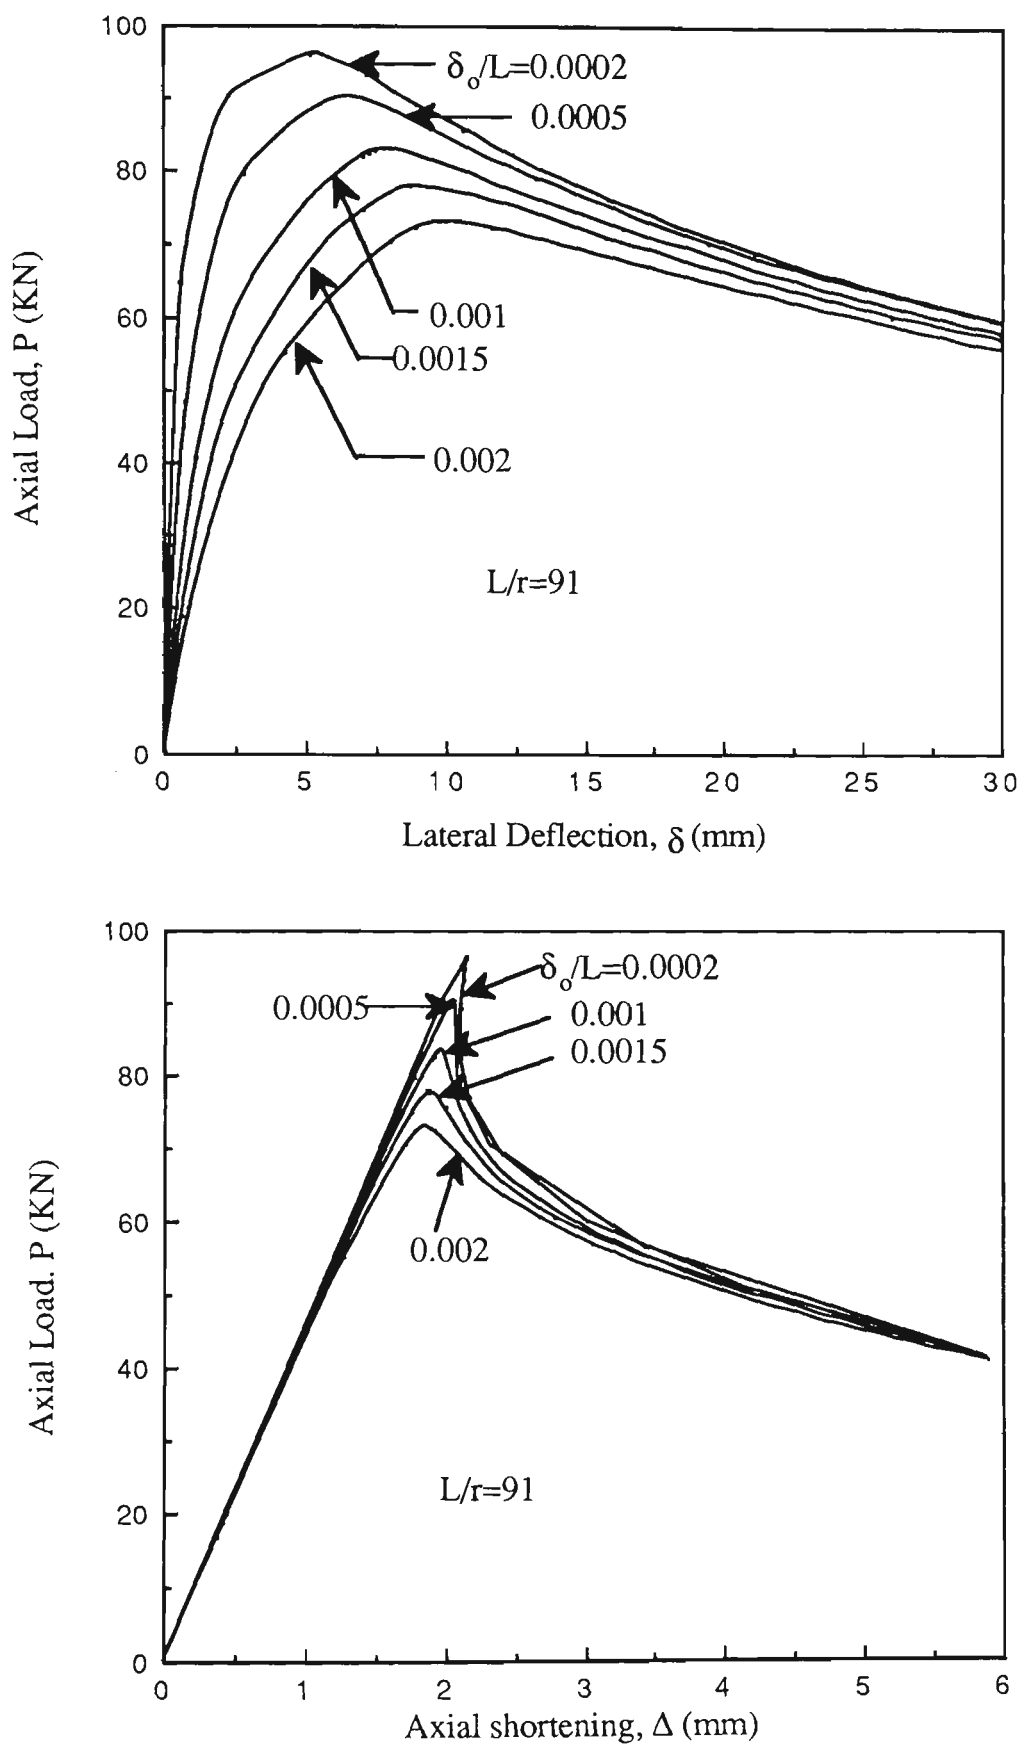 100
δo/L=0.0002
0.0005
80
Axial Load, P (KN)
60
0.001
0.0015
40
0.002
L/r=91
20
0
0 5 10 15 20 25 30
Lateral Deflection, δ (mm)
100
δo/L=0.0002
0.0005
0.001
0.0015
80
Axial Load. P (KN)
60
0.002
40
L/r=91
20
0
0 1 2 3 4 5 6
Axial shortening, Δ (mm)